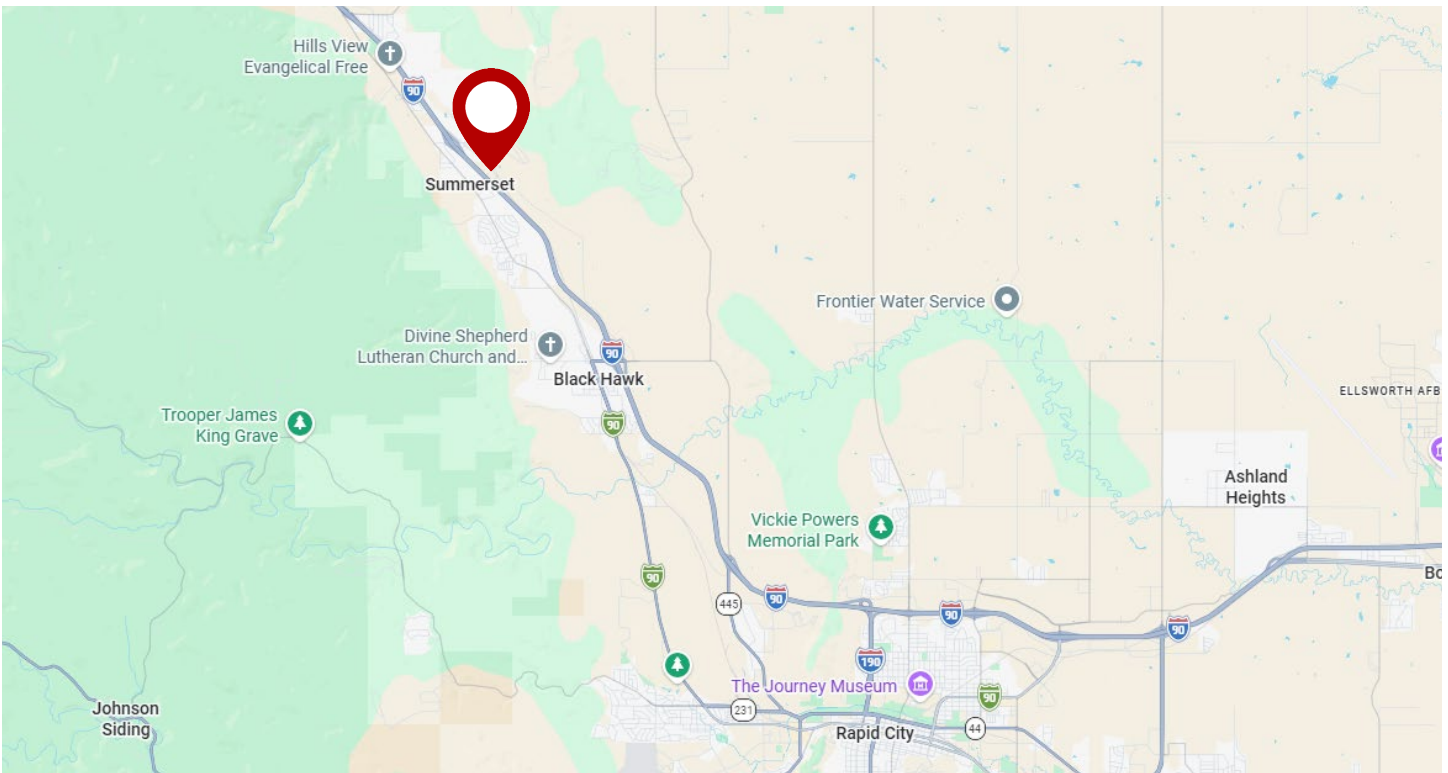 Hills View
Evangelical Free
90
Summerset
Frontier Water Service
Divine Shepherd
Lutheran Church and...
90
Black Hawk
ELLSWORTH AFB
Trooper James
King Grave
90
Ashland
Heights
Vickie Powers
Memorial Park
90
445
90
90
90
190
The Journey Museum
90
Johnson
Siding
231
44
Rapid City
Bo